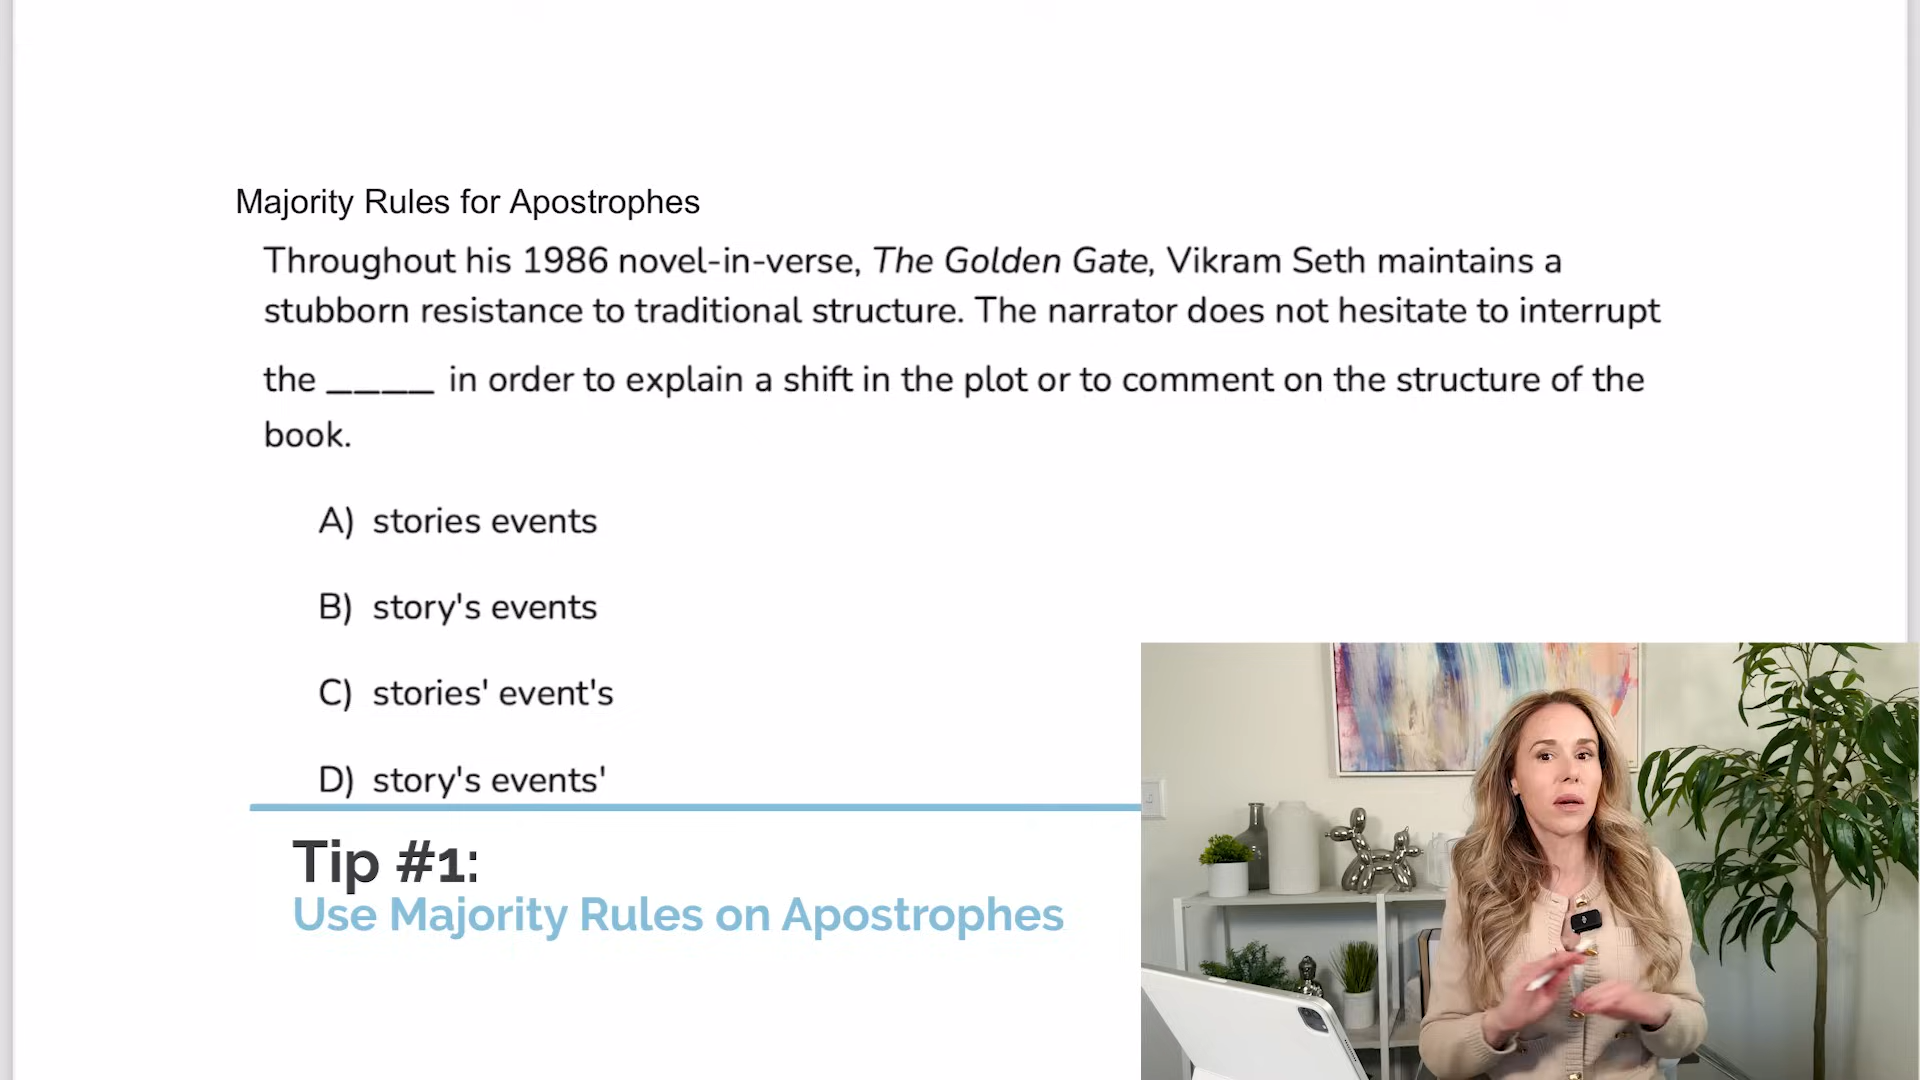 Majority Rules for Apostrophes
Throughout his 1986 novel-in-verse, The Golden Gate, Vikram Seth maintains a
stubborn resistance to traditional structure. The narrator does not hesitate to interrupt
the ____ in order to explain a shift in the plot or to comment on the structure of the
book.
A) stories events
B) story's events
C) stories' event's
D) story's events'
Tip #1:
Use Majority Rules on Apostrophes